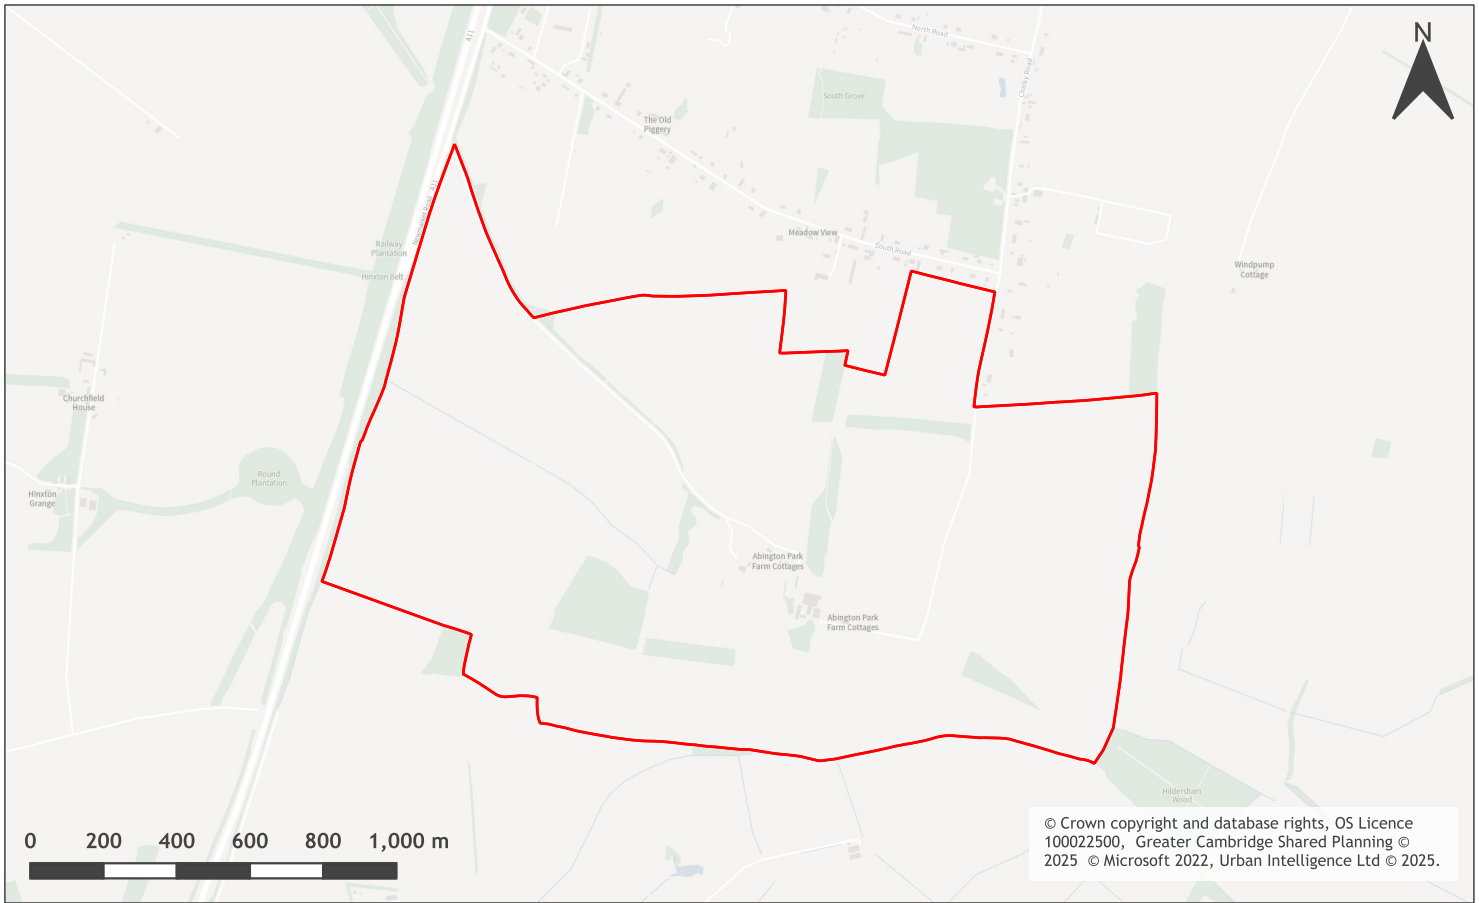 N
A11
North Road
Chalky Road
South Grove
The Old
Piggery
Newmarket Road
A11
Meadow View
South Road
Railway
Plantation
Hinxton Belt
Windpump
Cottage
Churchfield
House
Round
Plantation
Hinxton
Grange
Abington Park
Farm Cottages
Abington Park
Farm Cottages
Hildersham
Wood
0 200 400 600 800 1,000 m
© Crown copyright and database rights, OS Licence
100022500, Greater Cambridge Shared Planning ©
2025 © Microsoft 2022, Urban Intelligence Ltd © 2025.